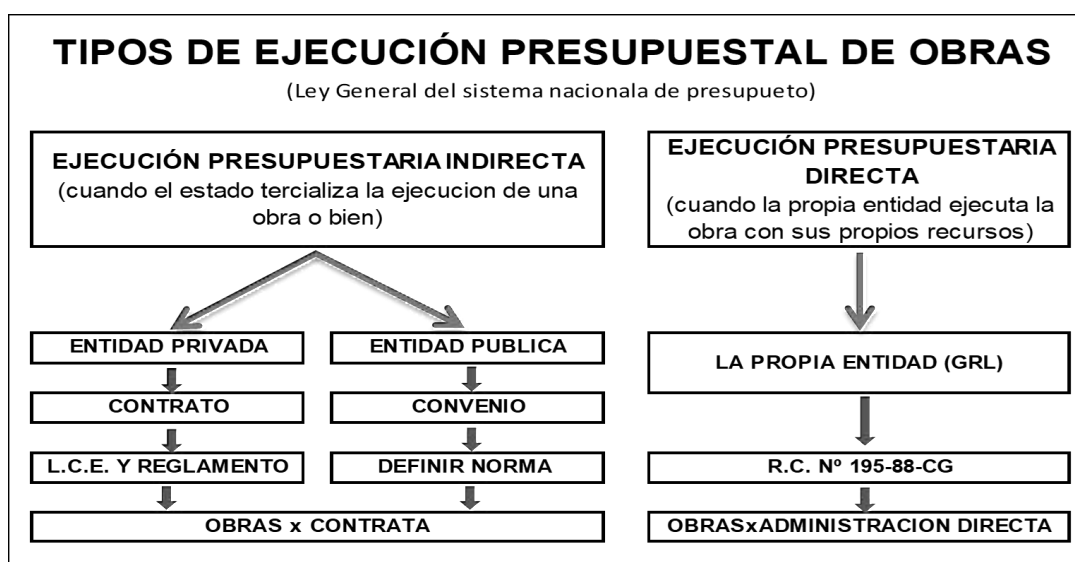 TIPOS DE EJECUCIÓN PRESUPUESTAL DE OBRAS
(Ley General del sistema nacionala de presupueto)
EJECUCIÓN PRESUPUESTARIA INDIRECTA
(cuando el estado tercializa la ejecucion de una
obra o bien)
ENTIDAD PRIVADA
CONTRATO
L.C.E. Y REGLAMENTO
ENTIDAD PUBLICA
CONVENIO
DEFINIR NORMA
OBRAS x CONTRATA
EJECUCIÓN PRESUPUESTARIA
DIRECTA
(cuando la propia entidad ejecuta la
obra con sus propios recursos)
LA PROPIA ENTIDAD (GRL)
R.C. Nº 195-88-CG
OBRASxADMINISTRACION DIRECTA